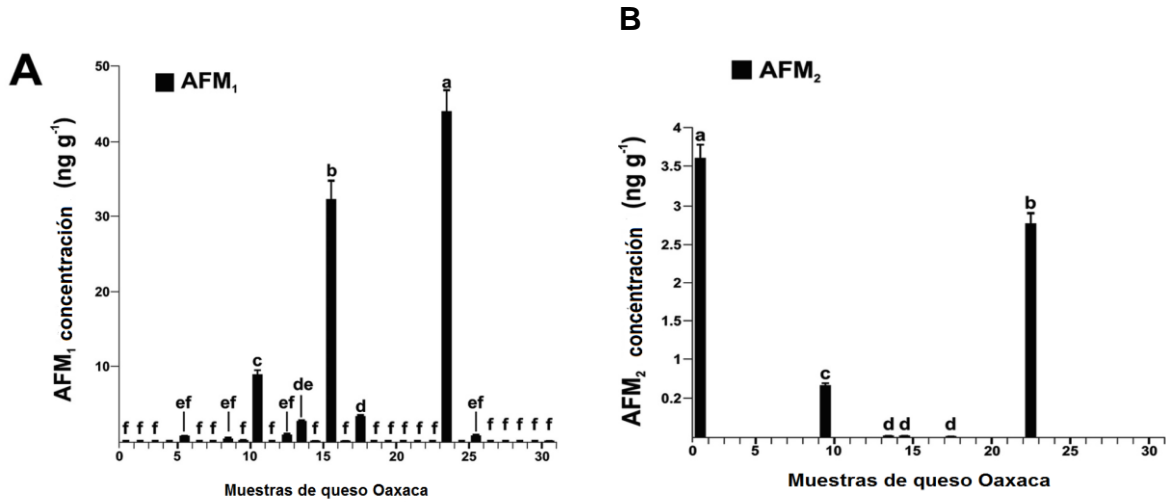 A
AFM₁
AFM₁ concentración (ng g⁻¹)
50
40
30
20
10
f f f ef f f ef f c f ef de f b f d f f f f f a ef f f f f f
0 5 10 15 20 25 30
Muestras de queso Oaxaca
B
AFM₂
AFM₂ concentración (ng g⁻¹)
4
3.5
3
2.5
2
1.5
1
0.2
a c d d d b
0 5 10 15 20 25 30
Muestras de queso Oaxaca